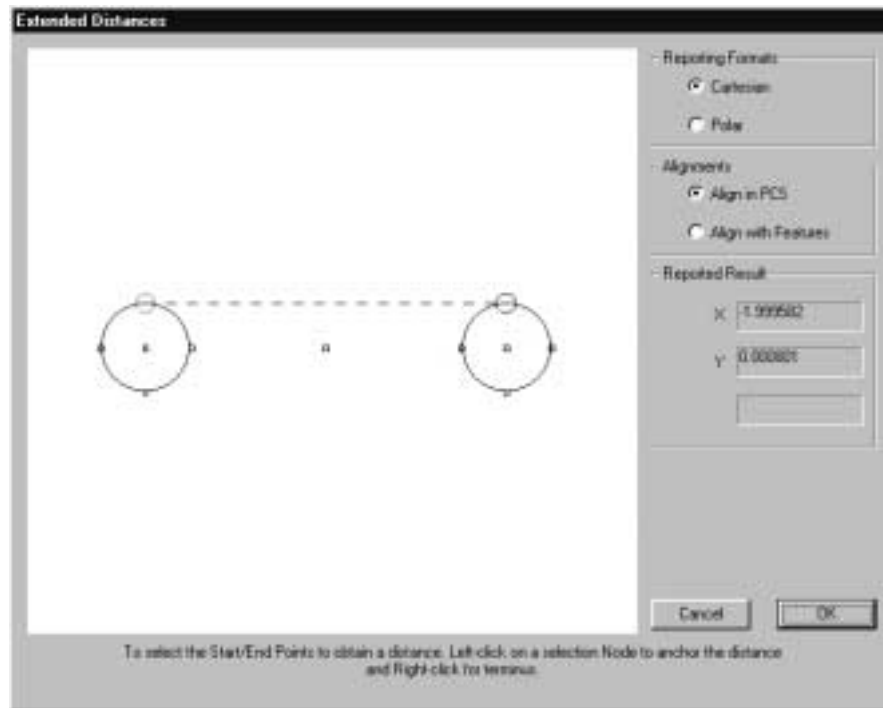 Extended Distances
Reporting Formats
Cartesian
Polar
Alignments
Align in PCS
Align with Features
Reported Result
X -1.999502
Y 0.000801
Cancel
OK
To select the Start/End Points to obtain a distance. Left-click on a selection Node to anchor the distance
and Right-click for terminus.